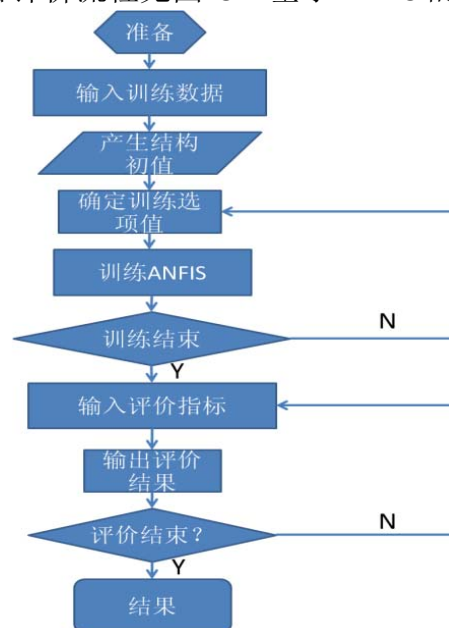 准备
输入训练数据
产生结构
初值
确定训练选
项值
训练ANFIS
训练结束
N
Y
输入评价指标
输出评价
结果
评价结束？
N
Y
结果